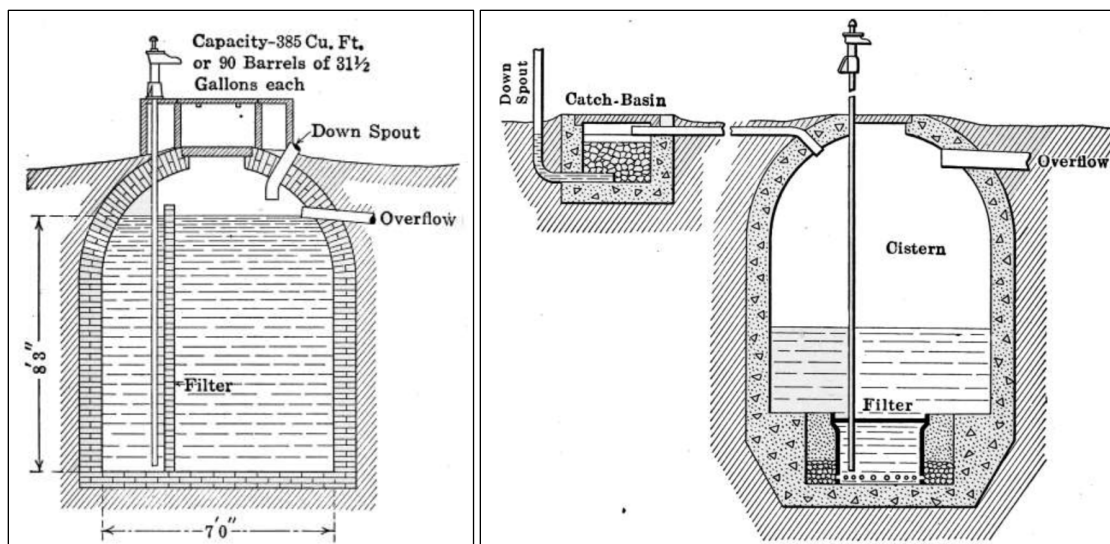 Capacity-385 Cu. Ft.
or 90 Barrels of 31½
Gallons each
Down Spout
Overflow
Filter
8'3"
7'0"
Down
Spout
Catch-Basin
Overflow
Cistern
Filter